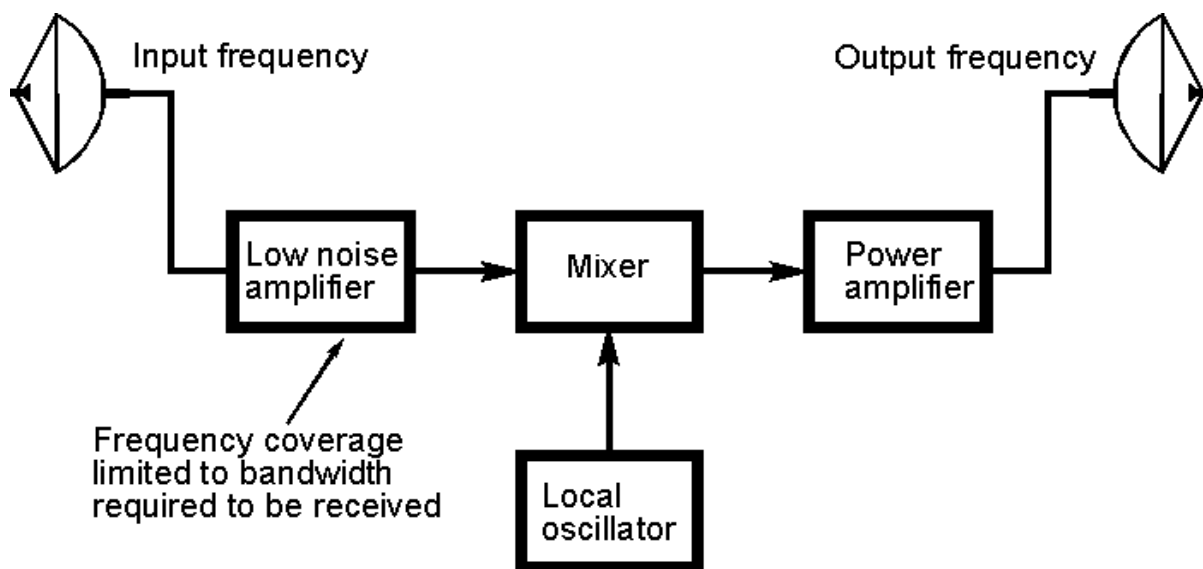 Input frequency
Output frequency
Low noise
amplifier
Mixer
Power
amplifier
Frequency coverage
limited to bandwidth
required to be received
Local
oscillator